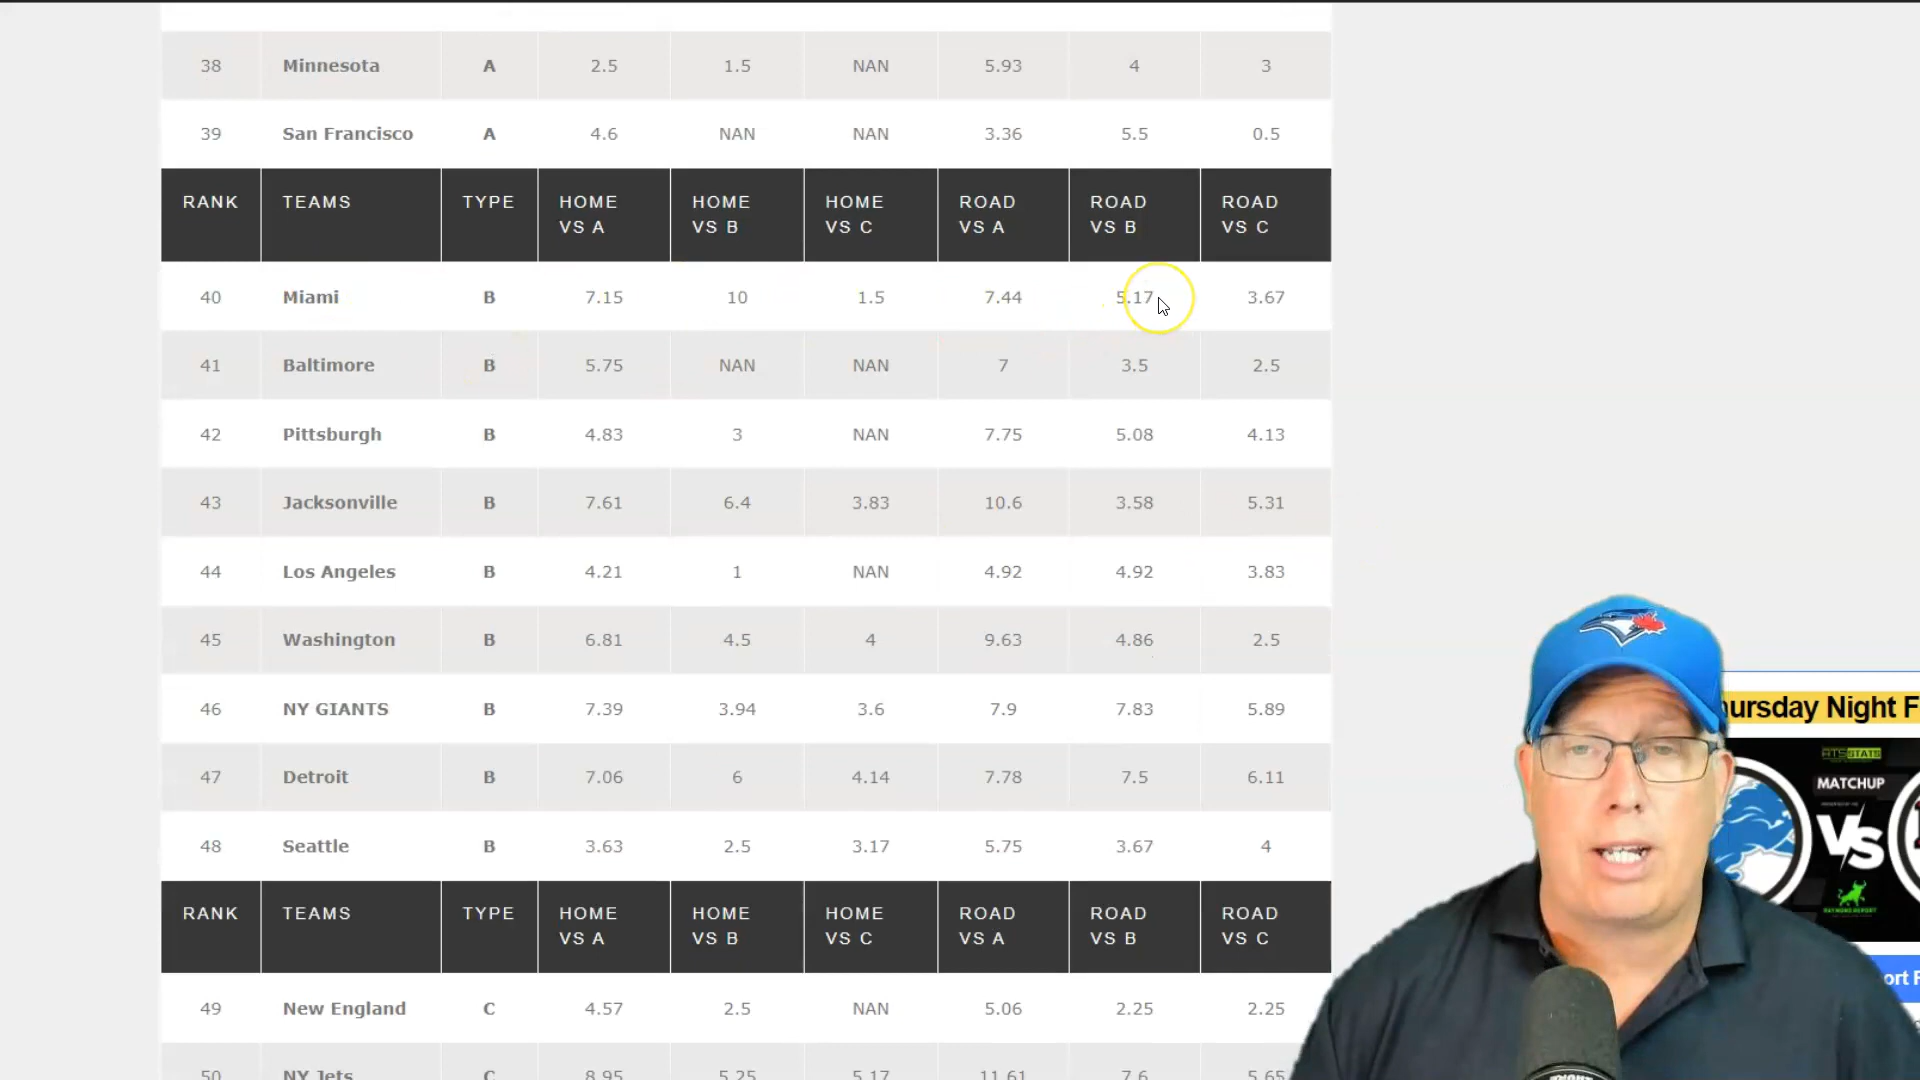 38 Minnesota A 2.5 1.5 NAN 5.93 4 3
39 San Francisco A 4.6 NAN NAN 3.36 5.5 0.5
RANK TEAMS TYPE HOME VS A HOME VS B HOME VS C ROAD VS A ROAD VS B ROAD VS C
40 Miami B 7.15 10 1.5 7.44 5.17 3.67
41 Baltimore B 5.75 NAN NAN 7 3.5 2.5
42 Pittsburgh B 4.83 3 NAN 7.75 5.08 4.13
43 Jacksonville B 7.61 6.4 3.83 10.6 3.58 5.31
44 Los Angeles B 4.21 1 NAN 4.92 4.92 3.83
45 Washington B 6.81 4.5 4 9.63 4.86 2.5
46 NY GIANTS B 7.39 3.94 3.6 7.9 7.83 5.89
47 Detroit B 7.06 6 4.14 7.78 7.5 6.11
48 Seattle B 3.63 2.5 3.17 5.75 3.67 4
RANK TEAMS TYPE HOME VS A HOME VS B HOME VS C ROAD VS A ROAD VS B ROAD VS C
49 New England C 4.57 2.5 NAN 5.06 2.25 2.25
50 NY Jets C 8.95 5.25 5.17 11.61 7.6 5.65
hursday Night F
MATCHUP
VS
RAYMOND REPORT
ort F